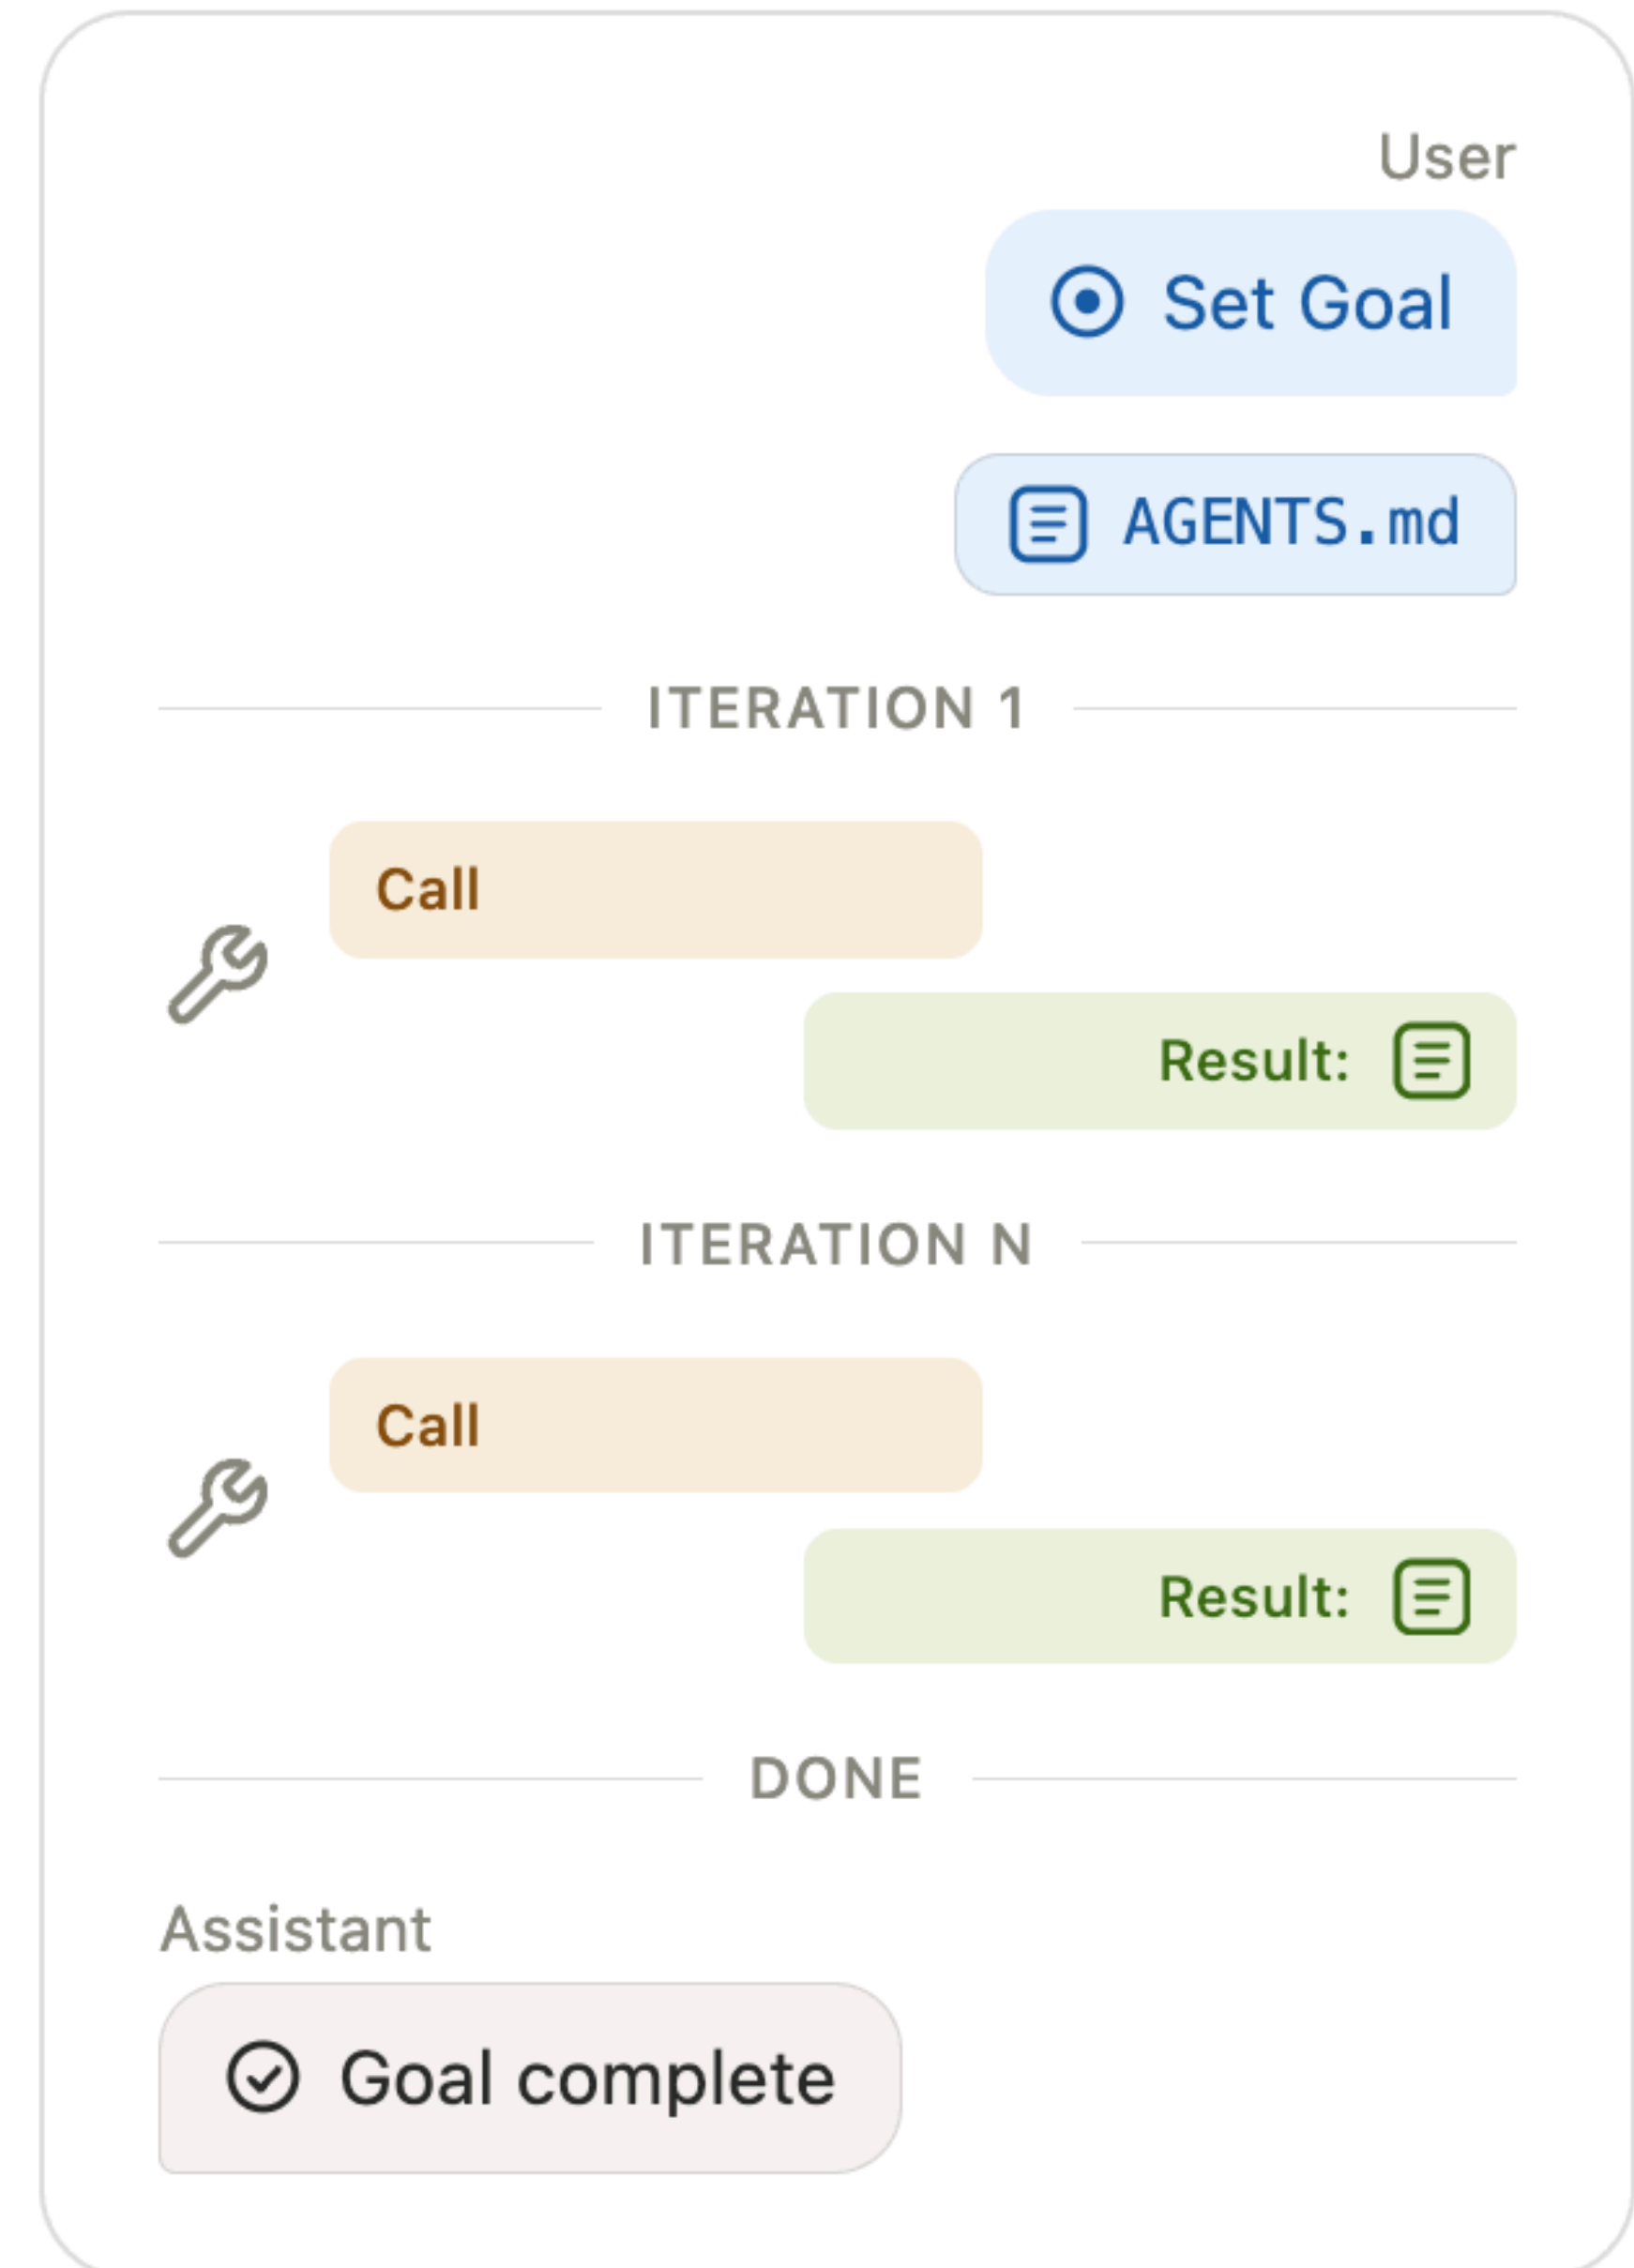 User
Set Goal
AGENTS.md
ITERATION 1
Call
Result:
ITERATION N
Call
Result:
DONE
Assistant
Goal complete